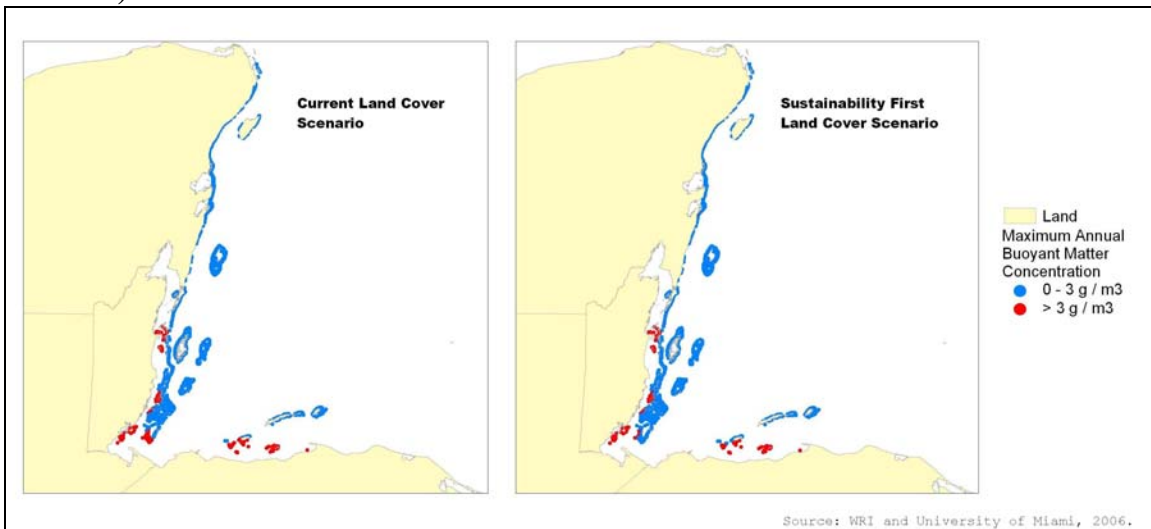 )
Current Land Cover
Scenario
Sustainability First
Land Cover Scenario
Land
Maximum Annual
Buoyant Matter
Concentration
0 - 3 g / m3
> 3 g / m3
Source: WRI and University of Miami, 2006.